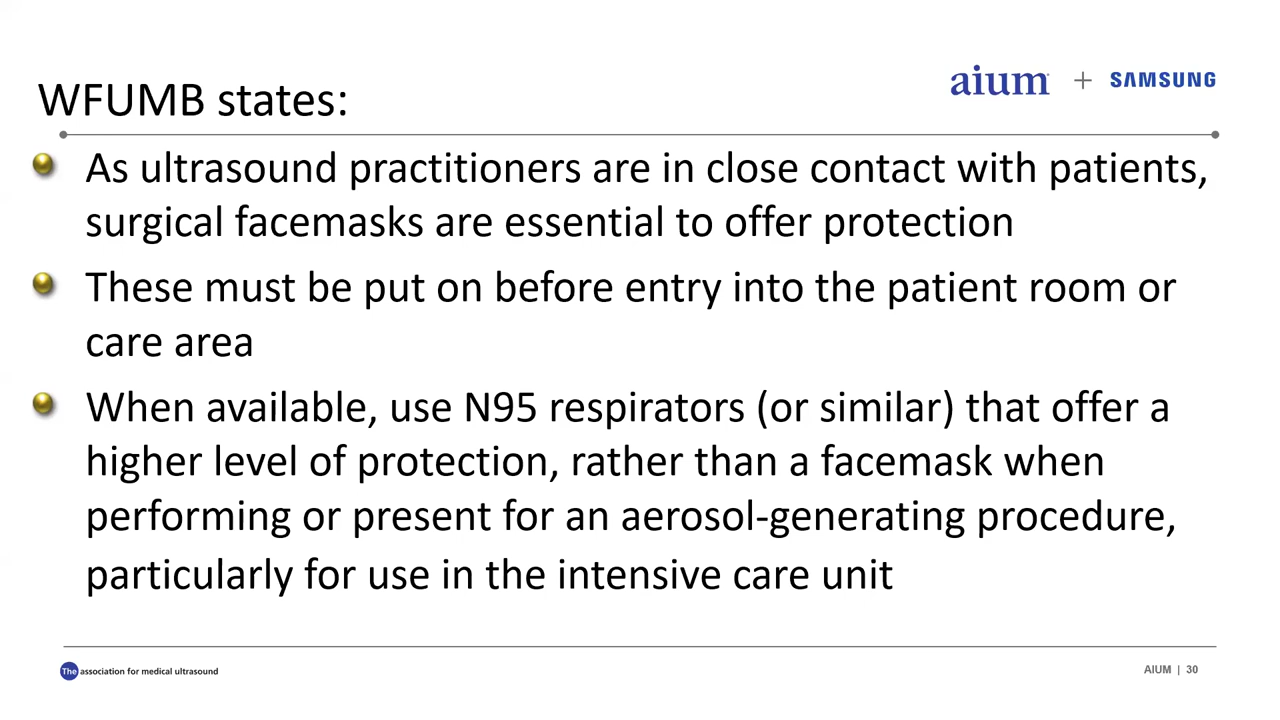 WFUMB states:
aium + SAMSUNG
As ultrasound practitioners are in close contact with patients,
surgical facemasks are essential to offer protection
These must be put on before entry into the patient room or
care area
When available, use N95 respirators (or similar) that offer a
higher level of protection, rather than a facemask when
performing or present for an aerosol-generating procedure,
particularly for use in the intensive care unit
The association for medical ultrasound
AIUM | 30